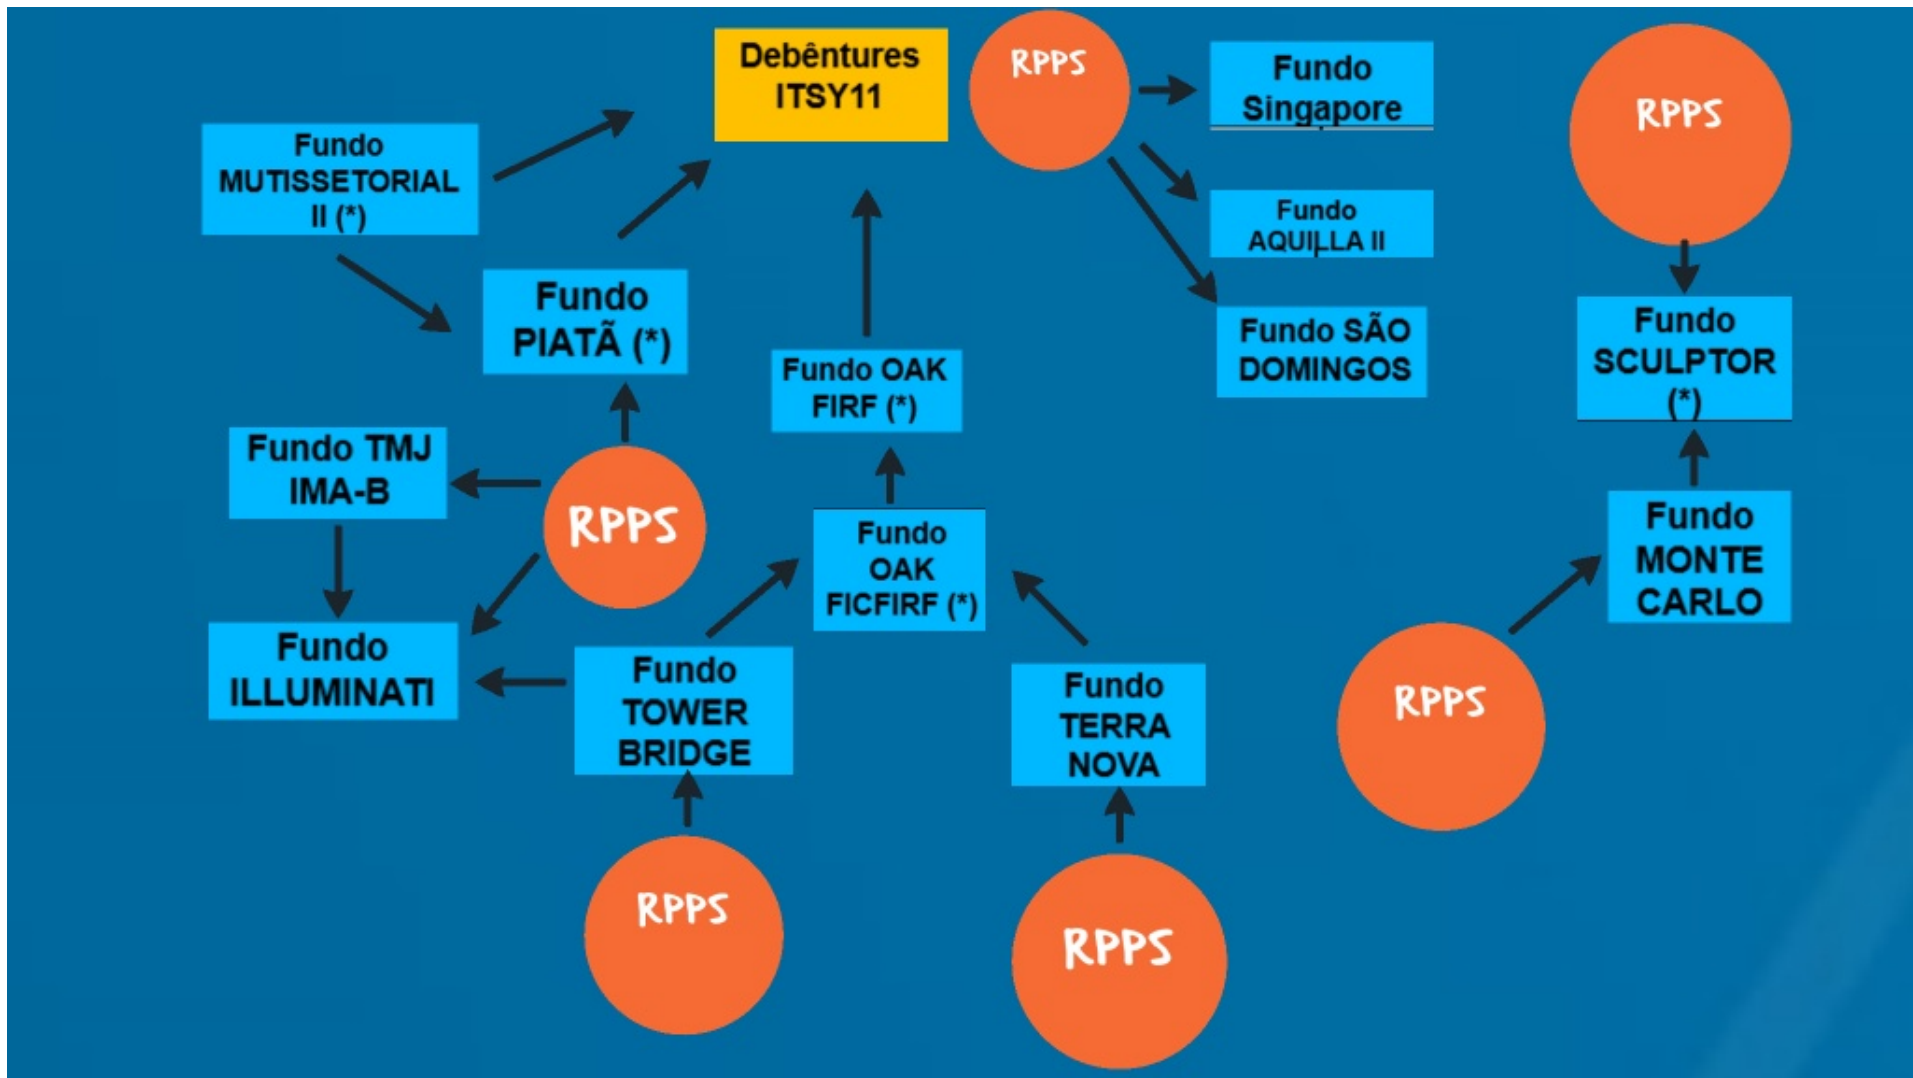 Debêntures
ITSY11
RPPS
Fundo
Singapore
RPPS
Fundo
MUTISSETORIAL
II (*)
Fundo
AQUILLA II
Fundo
PIATÃ (*)
Fundo SÃO
DOMINGOS
Fundo
SCULPTOR
(*)
Fundo OAK
FIRF (*)
Fundo TMJ
IMA-B
RPPS
Fundo
OAK
FICFIRF (*)
Fundo
MONTE
CARLO
Fundo
ILLUMINATI
Fundo
TOWER
BRIDGE
Fundo
TERRA
NOVA
RPPS
RPPS
RPPS